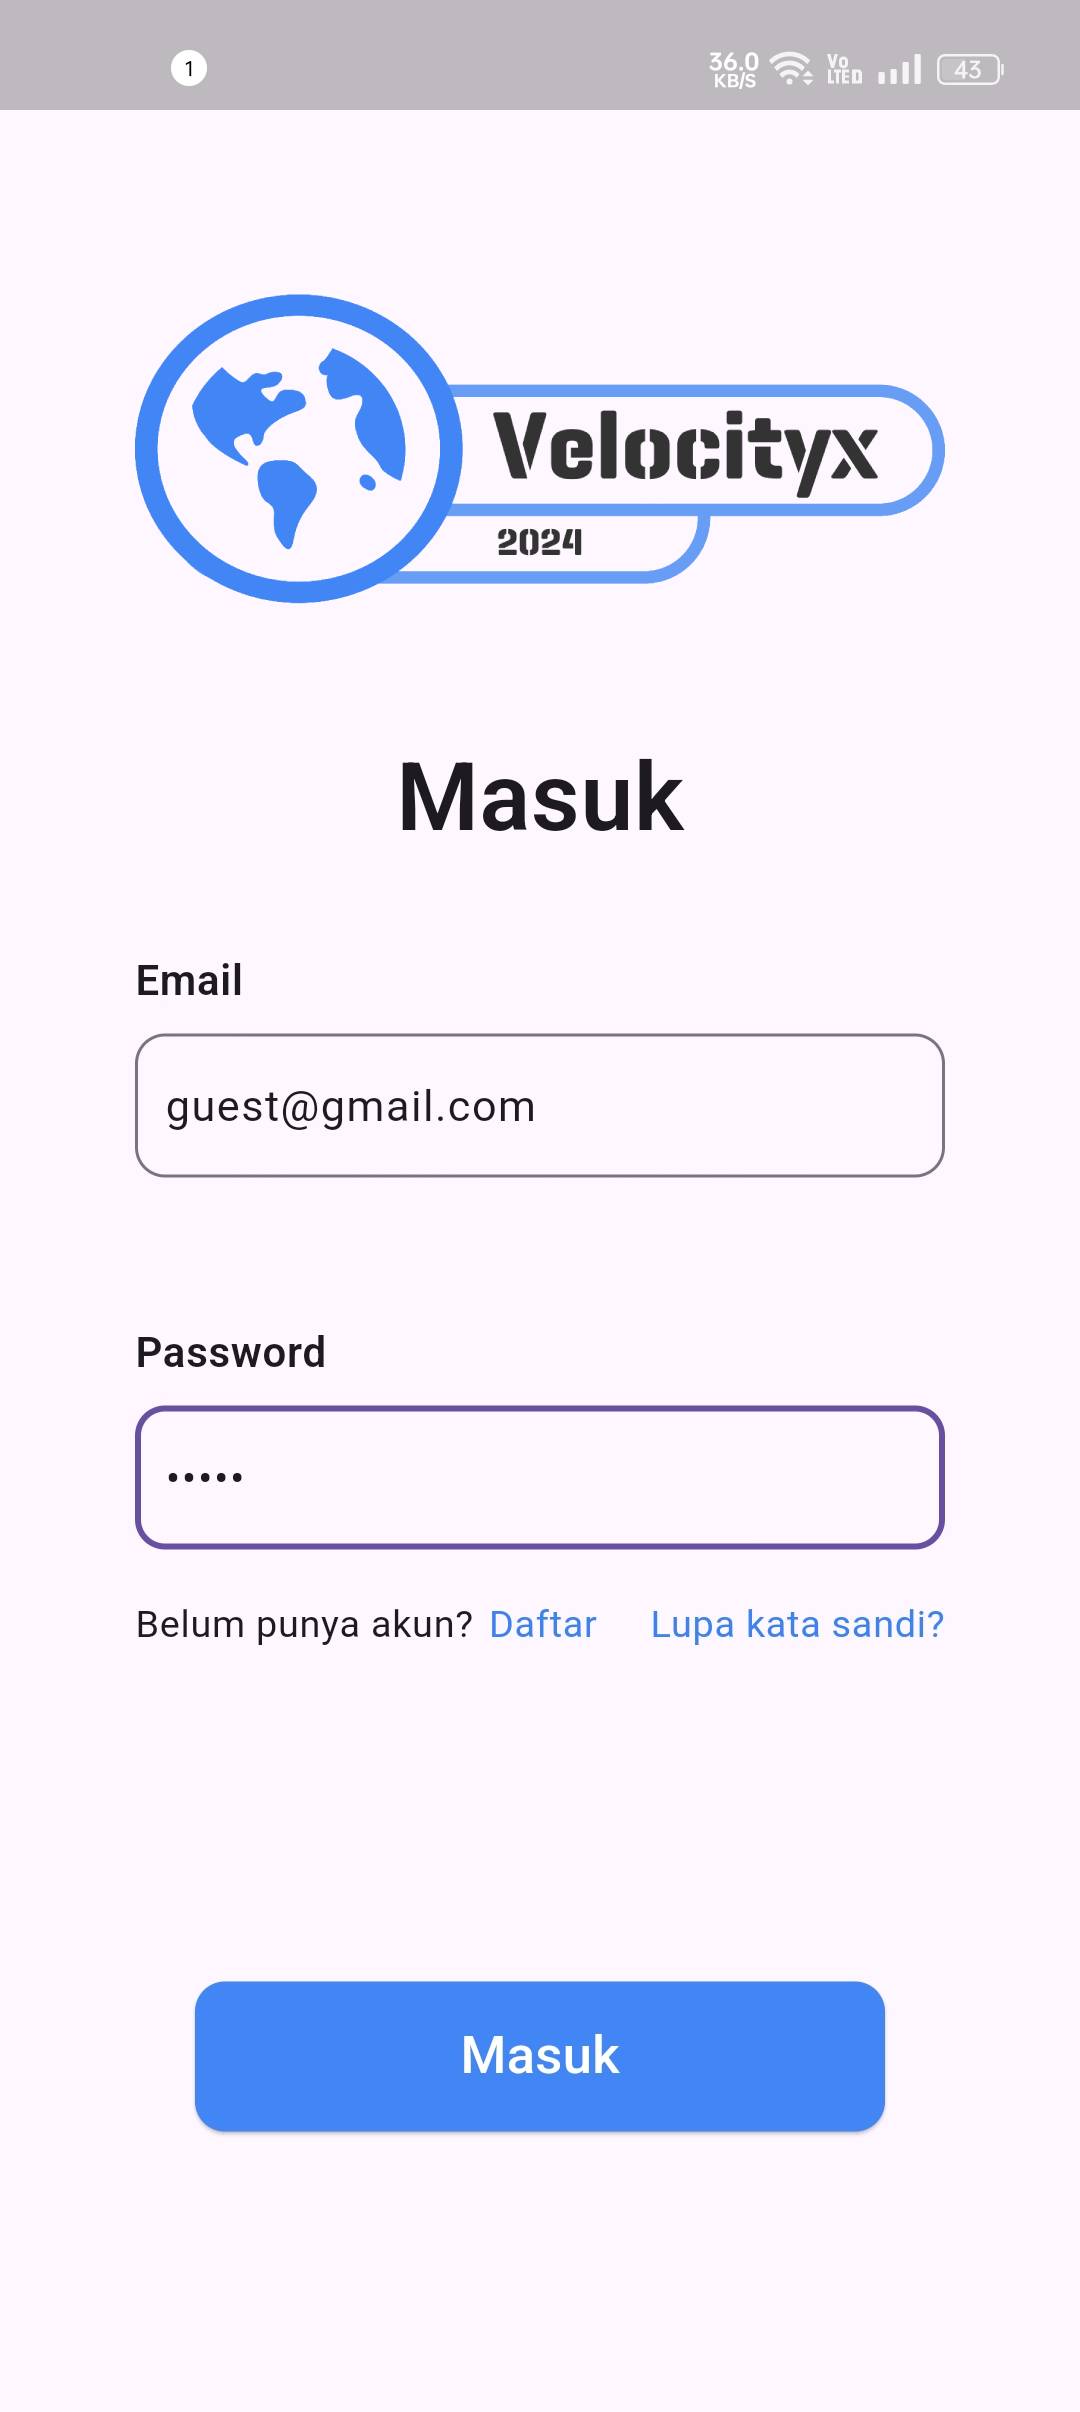 1
36.0
KB/S
Vo
LTED
43
Velocityx
2024
Masuk
Email
guest@gmail.com
Password
•••••
Belum punya akun? Daftar Lupa kata sandi?
Masuk